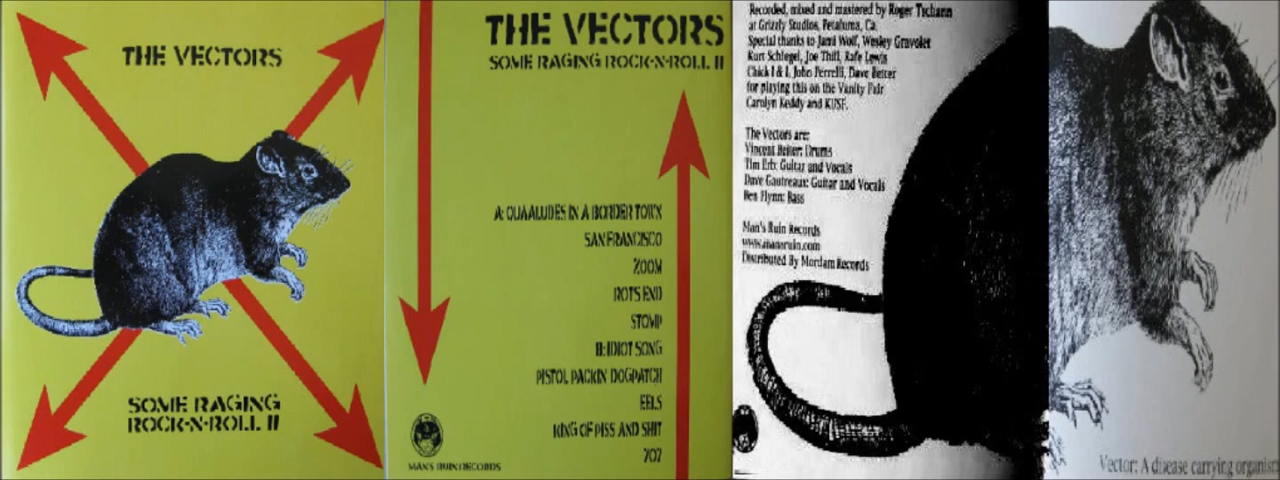 THE VECTORS
SOME RAGING
ROCK-N-ROLL II
THE VECTORS
SOME RAGING ROCK-N-ROLL II
A: QUAALUDES IN A BORDER TOWN
SAN FRANCISCO
ZOOM
ROTS END
STOMP
B: IDIOT SONG
PISTOL PACKIN DOGPATCH
EELS
KING OF PISS AND SHIT
707
MAN'S RUIN RECORDS
Recorded, mixed and mastered by Roger Tschann
at Grizzly Studios, Petaluma, Ca.
Special thanks to Jami Wolf, Wesley Gravolet
Kurt Schlegel, Joe Thill, Rafe Lewis
Chick I & I, John Perrelli, Dave Beiter
for playing this on the Vanity Fair
Carolyn Keddy and KUSF.
The Vectors are:
Vincent Beiter: Drums
Tim Erb: Guitar and Vocals
Dave Gautreaux: Guitar and Vocals
Ben Flynn: Bass
Man's Ruin Records
www.mansruin.com
Distributed By Mordam Records
Vector: A disease carrying organism